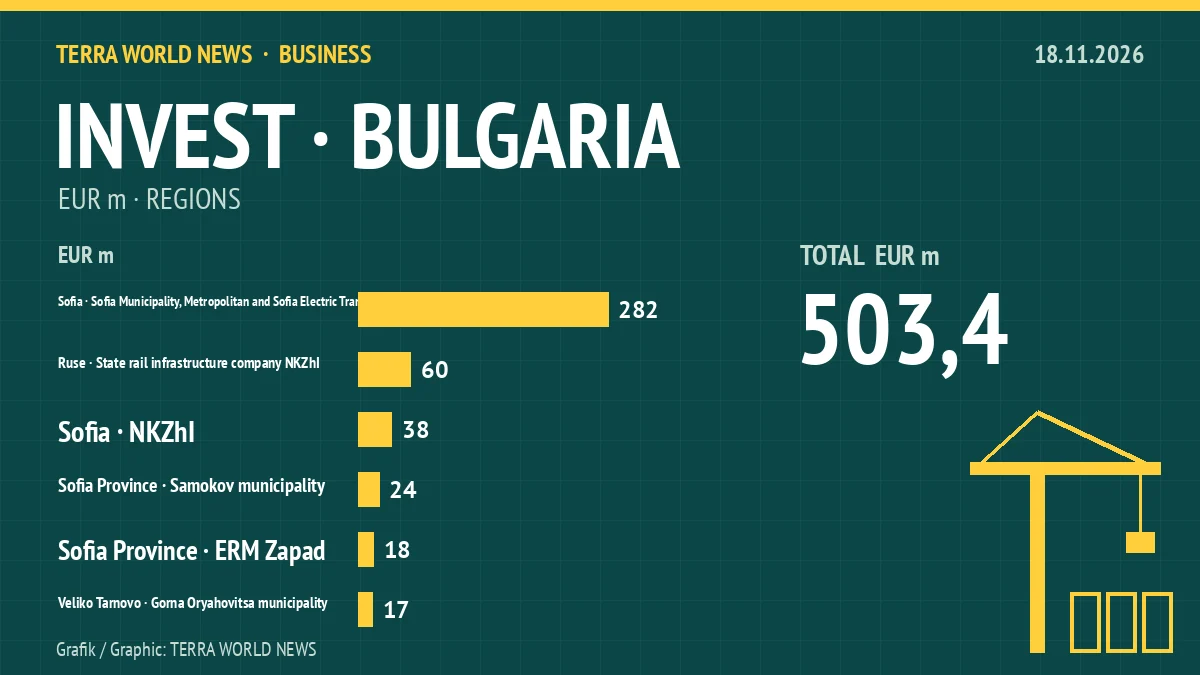 TERRA WORLD NEWS · BUSINESS
18.11.2026
INVEST · BULGARIA
EUR m · REGIONS
EUR m
TOTAL EUR m
503,4
Sofia · Sofia Municipality, Metropolitan and Sofia Electric
282
Ruse · State rail infrastructure company NKZhI
60
Sofia · NKZhI
38
Sofia Province · Samokov municipality
24
Sofia Province · ERM Zapad
18
Veliko Tarnovo · Gorna Oryahovitsa municipality
17
Grafik / Graphic: TERRA WORLD NEWS